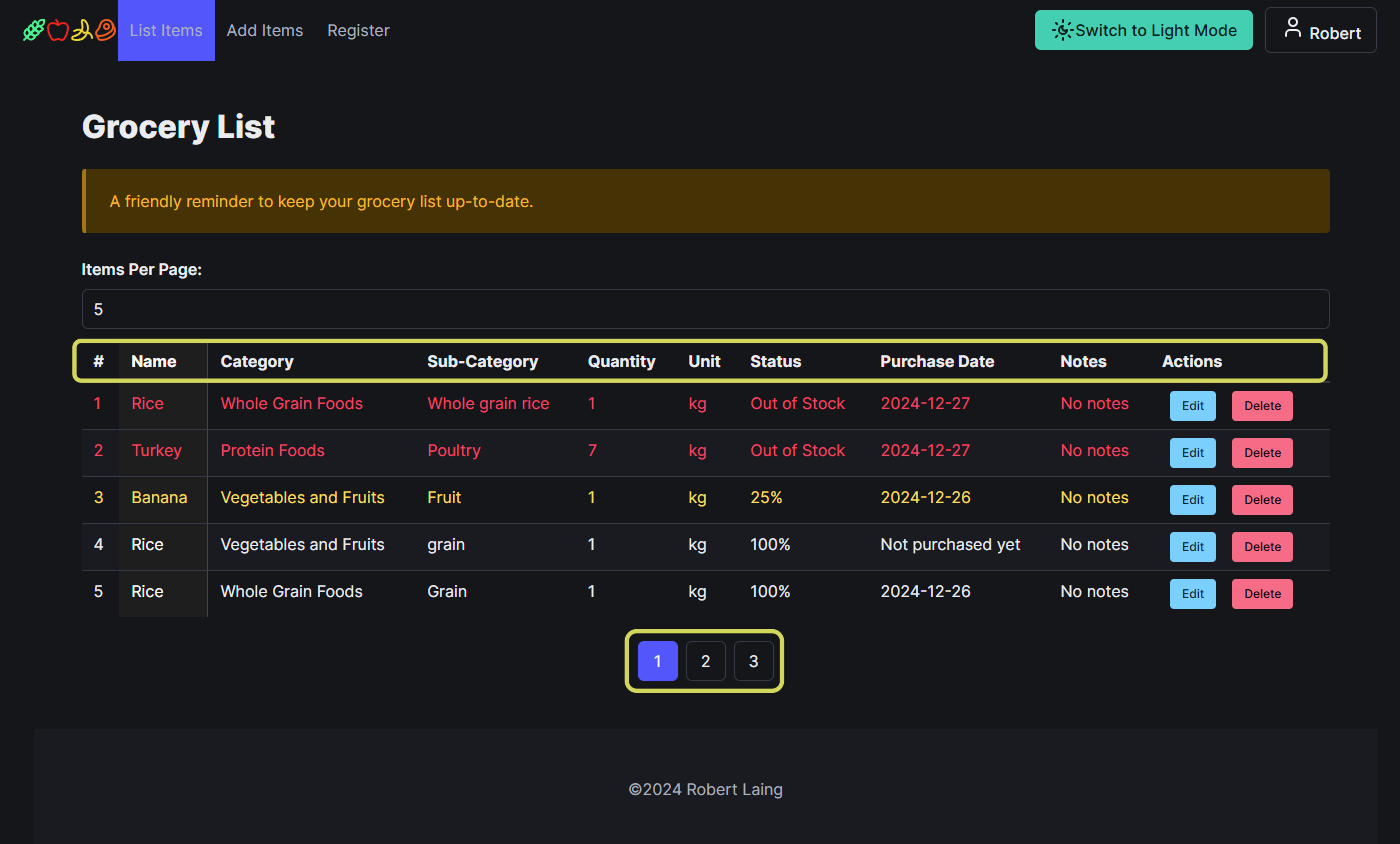 List Items Add Items Register Switch to Light Mode Robert
Grocery List
A friendly reminder to keep your grocery list up-to-date.
Items Per Page:
5
# Name Category Sub-Category Quantity Unit Status Purchase Date Notes Actions
1 Rice Whole Grain Foods Whole grain rice 1 kg Out of Stock 2024-12-27 No notes Edit Delete
2 Turkey Protein Foods Poultry 7 kg Out of Stock 2024-12-27 No notes Edit Delete
3 Banana Vegetables and Fruits Fruit 1 kg 25% 2024-12-26 No notes Edit Delete
4 Rice Vegetables and Fruits grain 1 kg 100% Not purchased yet No notes Edit Delete
5 Rice Whole Grain Foods Grain 1 kg 100% 2024-12-26 No notes Edit Delete
1 2 3
©2024 Robert Laing